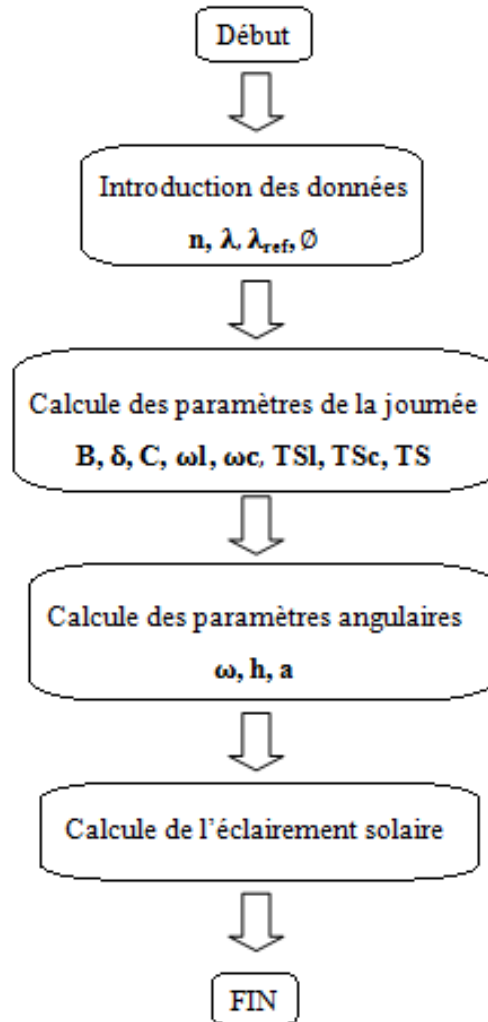 Début
Introduction des données
n, λ, λref, Ø
Calcule des paramètres de la journée
B, δ, C, ωl, ωc, TSl, TSc, TS
Calcule des paramètres angulaires
ω, h, a
Calcule de l’éclairement solaire
FIN